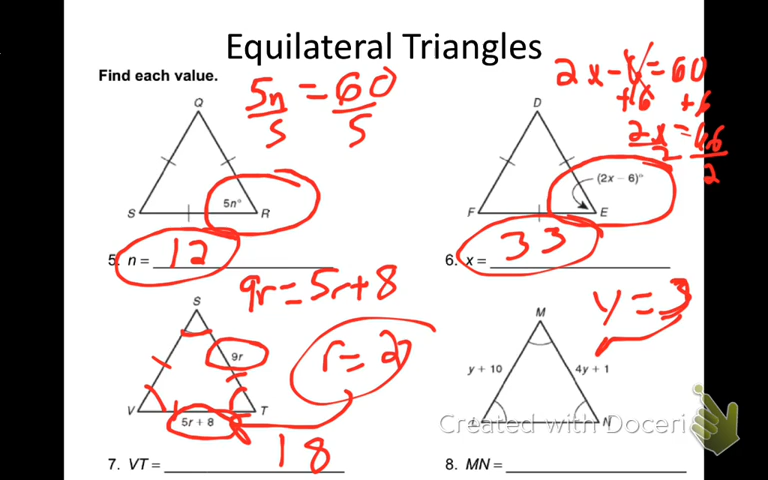 Equilateral Triangles
Find each value.
5n = 60
5 5
2x - 6 = 60
+6 +6
2x = 66
2 2
Q
S
5n°
R
D
(2x – 6)°
F
E
5. n = 12
6. x = 33
9r = 5r + 8
r = 2
y = 3
S
9r
V
5r + 8
T
M
y + 10
4y + 1
N
Created with Doceri
7. VT =
18
8. MN =